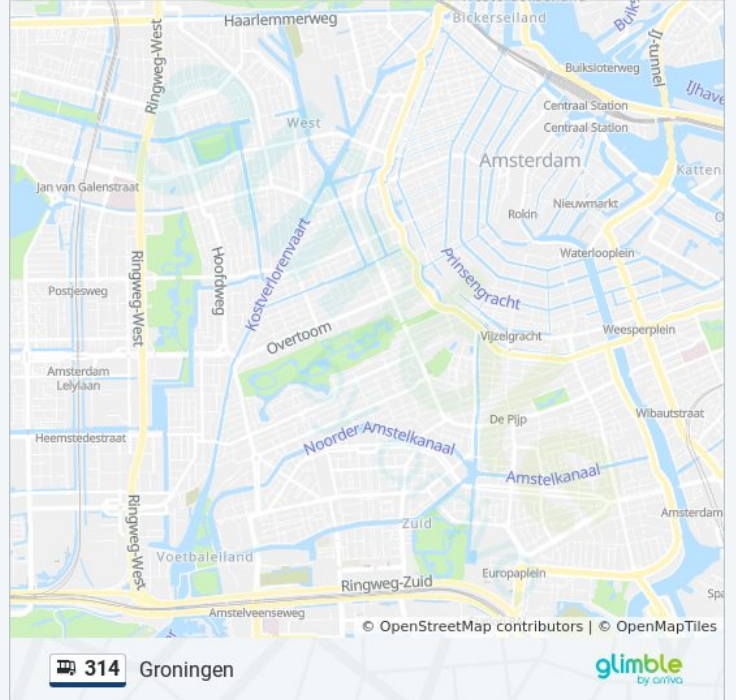 Haarlemmerweg
Bickerseiland
Ringweg-West
IJ-tunnel
Buiksloterweg
Centraal Station
Centraal Station
West
Amsterdam
Jan van Galenstraat
Rokin
Nieuwmarkt
Waterlooplein
Kostverlorenvaart
Hoofdweg
Ringweg-West
Prinsengracht
Postjesweg
Overtoom
Vijzelgracht
Weesperplein
Amsterdam
Lelylaan
De Pijp
Wibautstraat
Heemstedestraat
Noorder Amstelkanaal
Amstelkanaal
Ringweg-West
Amsterdam
Zuid
Voetbaleiland
Europaplein
Ringweg-Zuid
Amstelveenseweg
© OpenStreetMap contributors | © OpenMapTiles
314 Groningen
glimble
by arriva